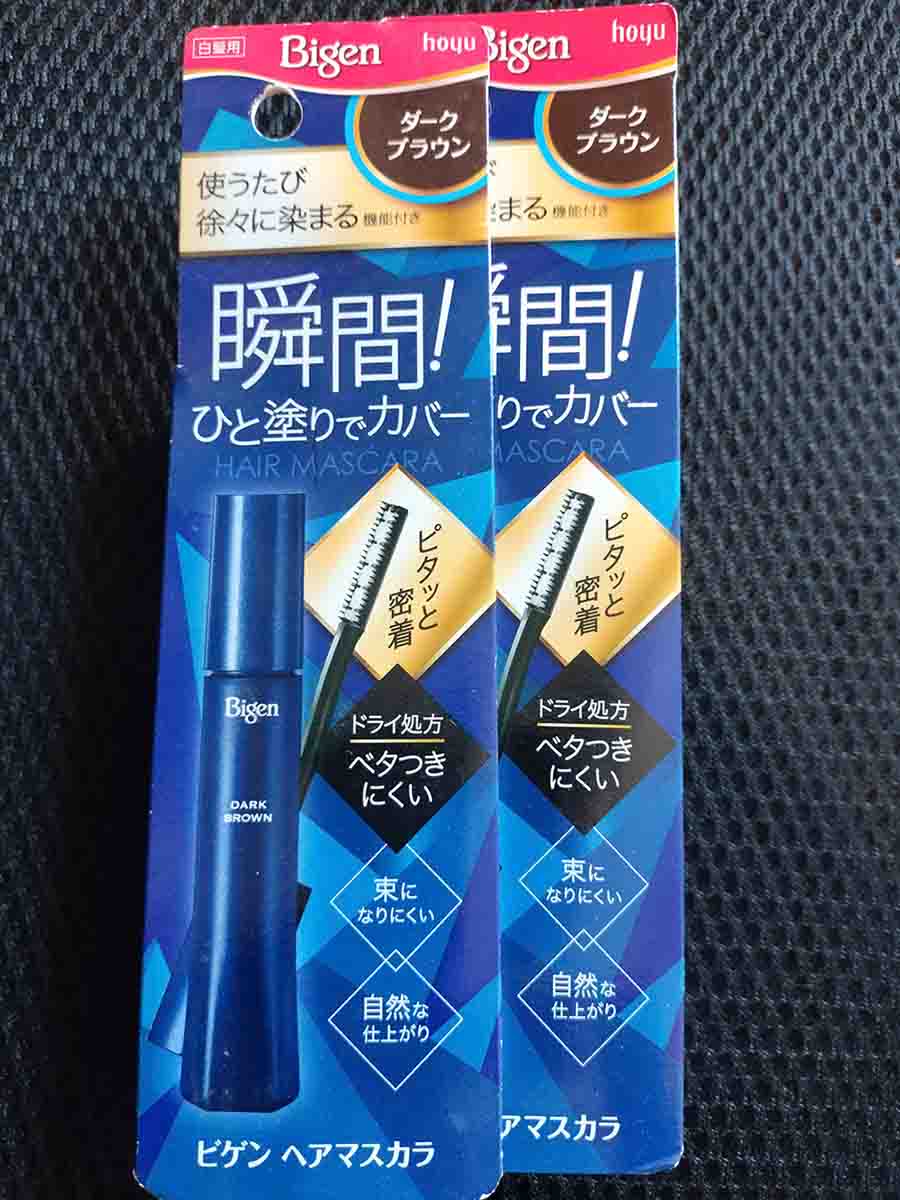 白髪用
Bigen
hoyu
ダーク
ブラウン
使うたび
徐々に染まる 機能付き
瞬間!
ひと塗りでカバー
HAIR MASCARA
ピタッと
密着
Bigen
DARK
BROWN
ドライ処方
ベタつき
にくい
束に
なりにくい
自然な
仕上がり
ビゲン ヘアマスカラ
Bigen
hoyu
ダーク
ブラウン
まる 機能付き
間!
りでカバー
MASCARA
ピタッと
密着
ドライ処方
ベタつき
にくい
束に
なりにくい
自然な
仕上がり
アマスカラ